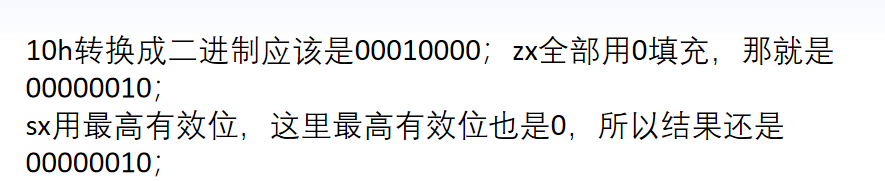 10h转换成二进制应该是00010000；zx全部用0填充，那就是
00000010；
sx用最高有效位，这里最高有效位也是0，所以结果还是
00000010；